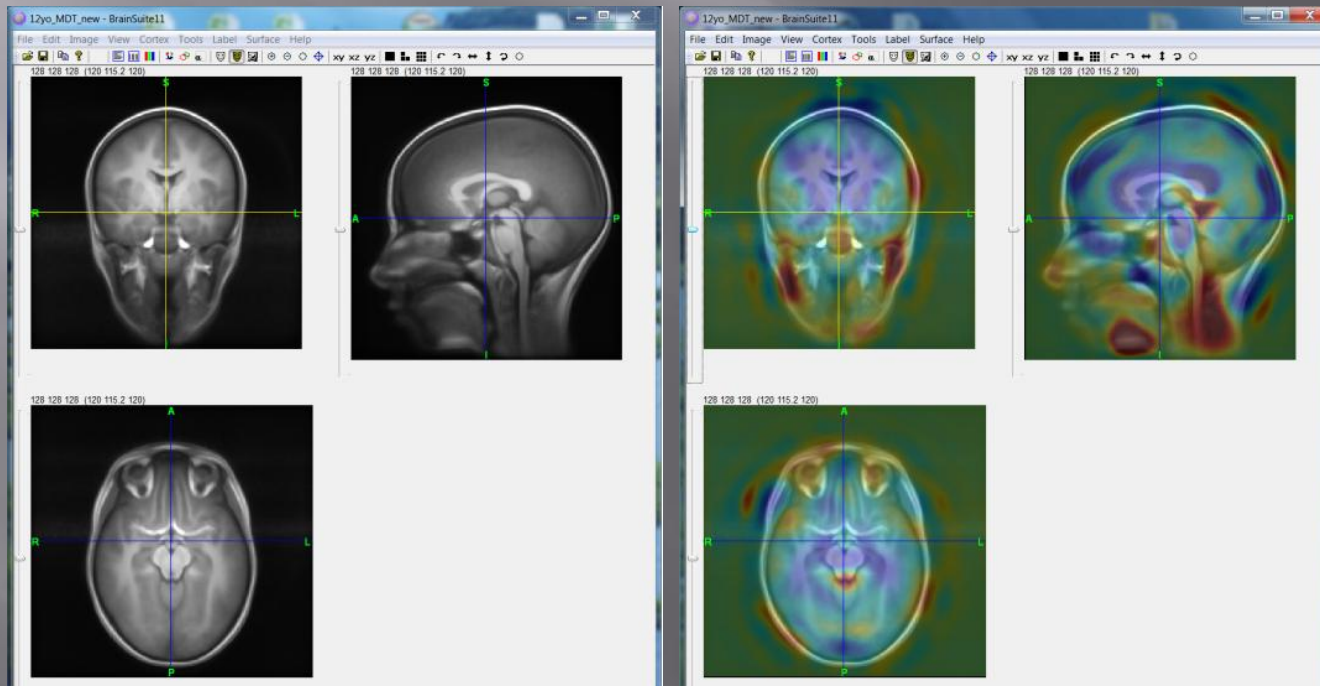 12yo_MDT_new - BrainSuite11
File Edit Image View Cortex Tools Label Surface Help
xy xz yz
128 128 128 (120 115.2 120)
S
R
L
I
128 128 128 (120 115.2 120)
S
A
P
I
128 128 128 (120 115.2 120)
A
R
L
P
12yo_MDT_new - BrainSuite11
File Edit Image View Cortex Tools Label Surface Help
xy xz yz
128 128 128 (120 115.2 120)
S
R
L
I
128 128 128 (120 115.2 120)
S
A
P
I
128 128 128 (120 115.2 120)
A
R
L
P